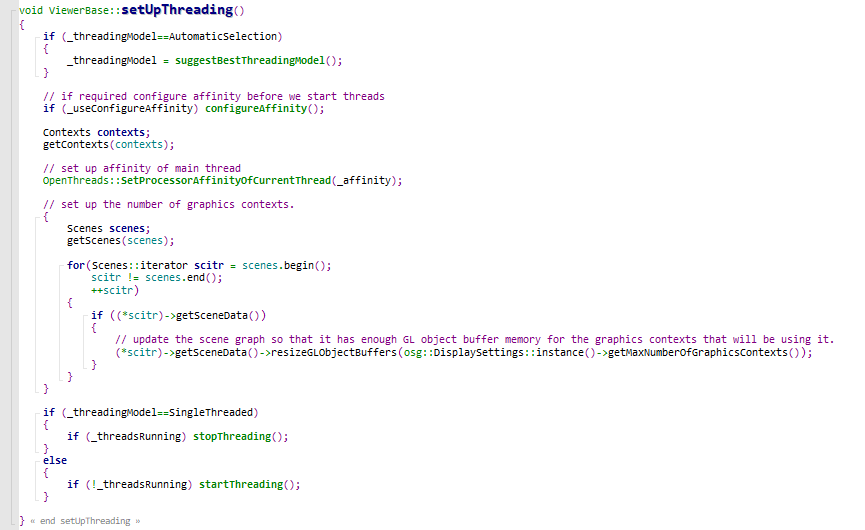 void ViewerBase::setUpThreading()
{
    if (_threadingModel==AutomaticSelection)
    {
        _threadingModel = suggestBestThreadingModel();
    }

    // if required configure affinity before we start threads
    if (_useConfigureAffinity) configureAffinity();

    Contexts contexts;
    getContexts(contexts);

    // set up affinity of main thread
    OpenThreads::SetProcessorAffinityOfCurrentThread(_affinity);

    // set up the number of graphics contexts.
    {
        Scenes scenes;
        getScenes(scenes);

        for(Scenes::iterator scitr = scenes.begin();
            scitr != scenes.end();
            ++scitr)
        {
            if ((*scitr)->getSceneData())
            {
                // update the scene graph so that it has enough GL object buffer memory for the graphics contexts that will be using it.
                (*scitr)->getSceneData()->resizeGLObjectBuffers(osg::DisplaySettings::instance()->getMaxNumberOfGraphicsContexts());
            }
        }
    }

    if (_threadingModel==SingleThreaded)
    {
        if (_threadsRunning) stopThreading();
    }
    else
    {
        if (!_threadsRunning) startThreading();
    }

} « end setUpThreading »